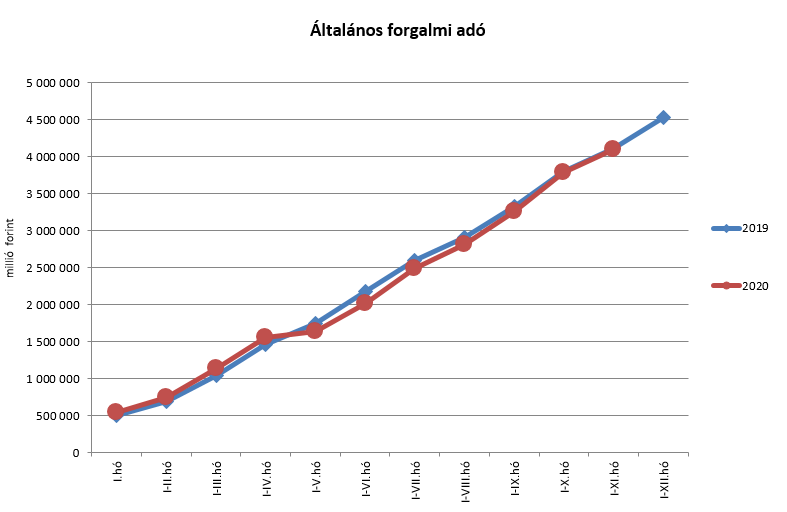 Általános forgalmi adó
5 000 000
4 500 000
4 000 000
3 500 000
3 000 000
2 500 000
2 000 000
1 500 000
1 000 000
500 000
0
millió forint
I.hó
I-II.hó
I-III.hó
I-IV.hó
I-V.hó
I-VI.hó
I-VII.hó
I-VIII.hó
I-IX.hó
I-X.hó
I-XI.hó
I-XII.hó
2019
2020